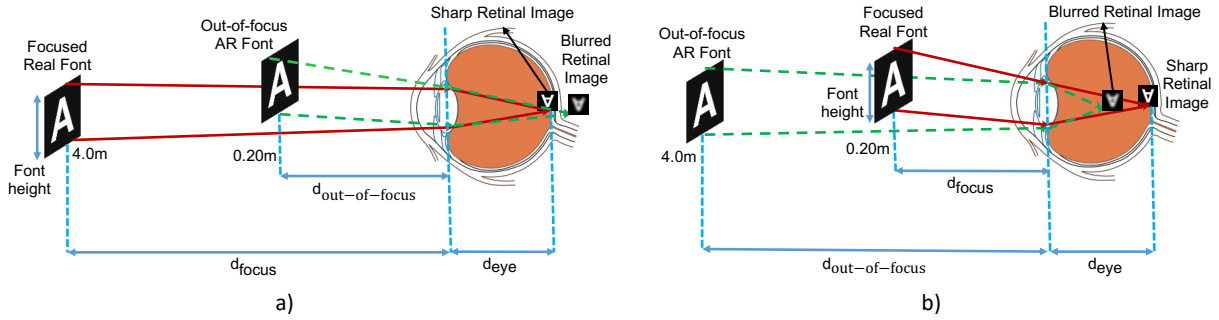 Focused
Real Font
A
Font
height
4.0m
Out-of-focus
AR Font
A
0.20m
Sharp Retinal Image
Blurred
Retinal
Image
A
A
d_out−of−focus
d_focus
d_eye
a)
Out-of-focus
AR Font
A
4.0m
Focused
Real Font
A
Font
height
0.20m
Blurred Retinal Image
Sharp
Retinal
Image
A
A
d_focus
d_out−of−focus
d_eye
b)